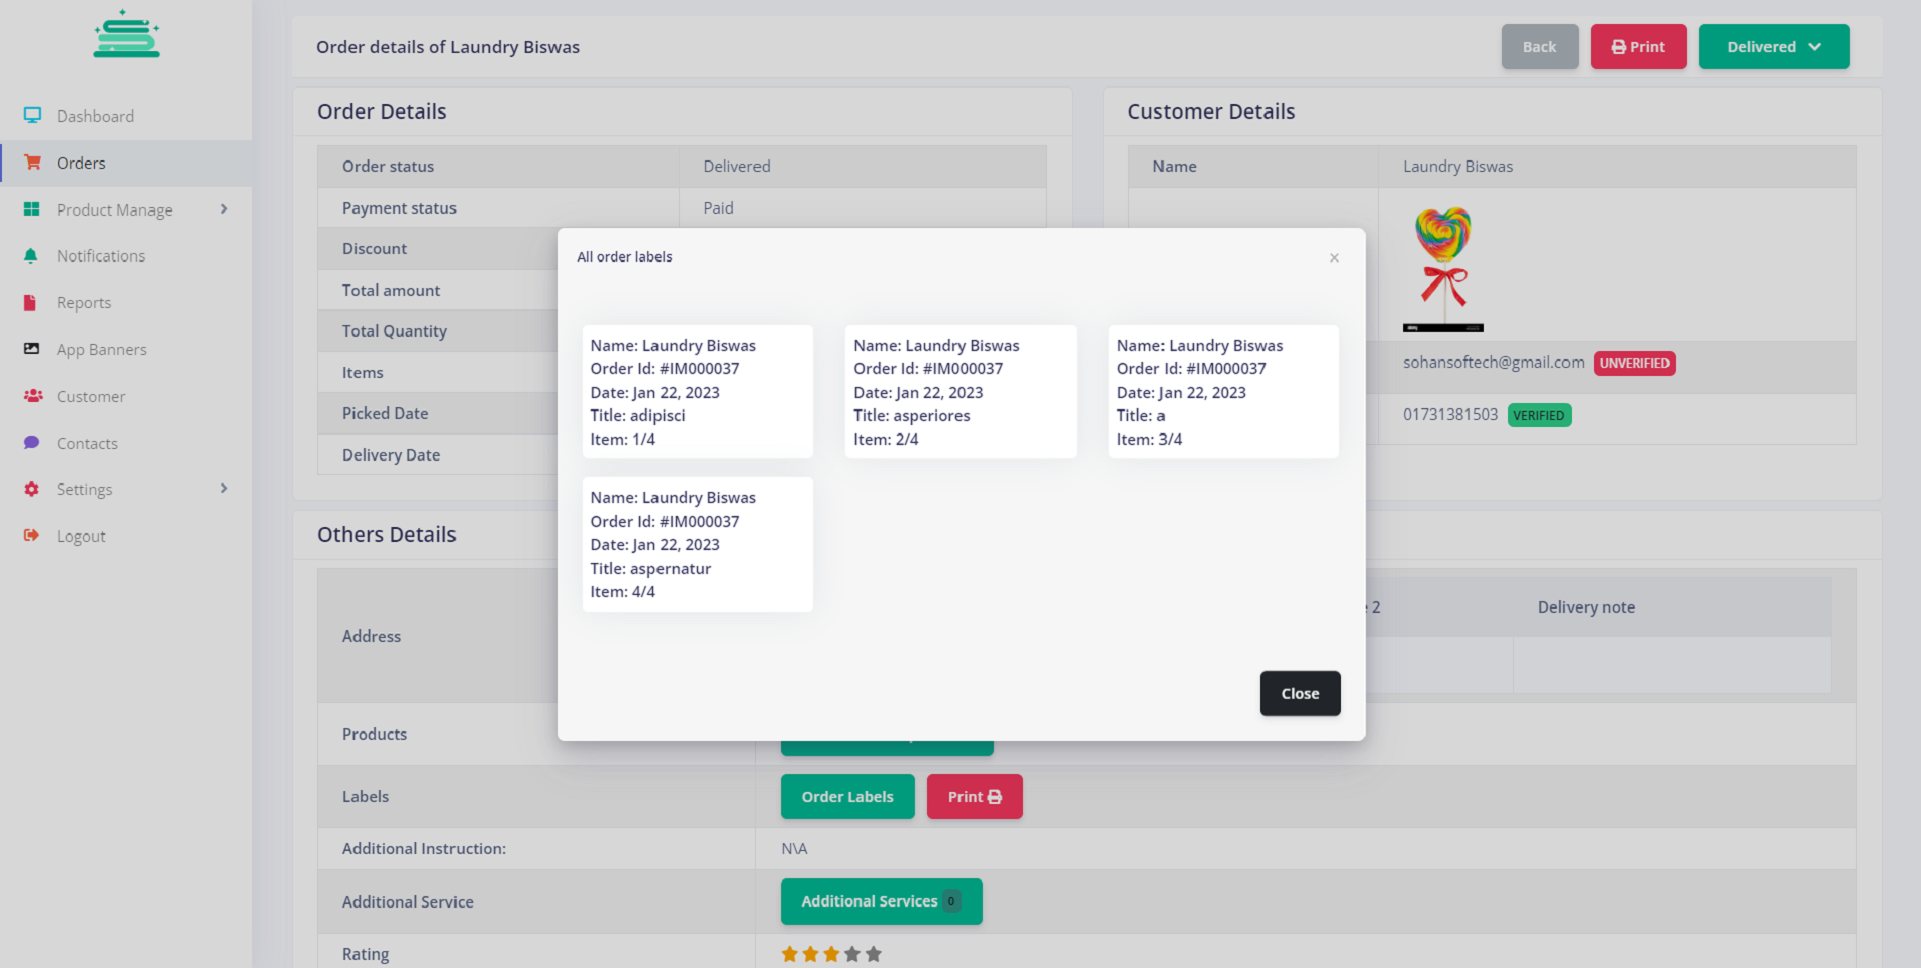 Dashboard
Orders
Product Manage
Notifications
Reports
App Banners
Customer
Contacts
Settings
Logout
Order details of Laundry Biswas
Back
Print
Delivered
Order Details
Order status Delivered
Payment status Paid
Discount
Total amount
Total Quantity
Items
Picked Date
Delivery Date
Customer Details
Name Laundry Biswas
sohansoftech@gmail.com UNVERIFIED
01731381503 VERIFIED
All order labels
×
Name: Laundry Biswas
Order Id: #IM000037
Date: Jan 22, 2023
Title: adipisci
Item: 1/4
Name: Laundry Biswas
Order Id: #IM000037
Date: Jan 22, 2023
Title: asperiores
Item: 2/4
Name: Laundry Biswas
Order Id: #IM000037
Date: Jan 22, 2023
Title: a
Item: 3/4
Name: Laundry Biswas
Order Id: #IM000037
Date: Jan 22, 2023
Title: aspernatur
Item: 4/4
Close
Others Details
Address
2
Delivery note
Products
Labels
Order Labels
Print
Additional Instruction: N\A
Additional Service
Additional Services 0
Rating